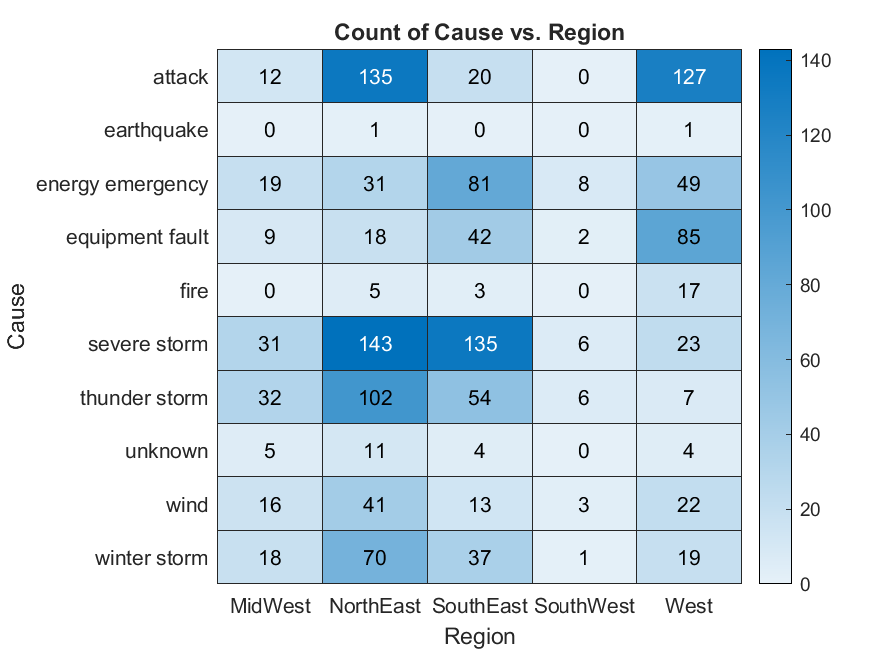 Count of Cause vs. Region
attack 12 135 20 0 127
earthquake 0 1 0 0 1
energy emergency 19 31 81 8 49
equipment fault 9 18 42 2 85
fire 0 5 3 0 17
severe storm 31 143 135 6 23
thunder storm 32 102 54 6 7
unknown 5 11 4 0 4
wind 16 41 13 3 22
winter storm 18 70 37 1 19
MidWest NorthEast SouthEast SouthWest West
Region
Cause
140
120
100
80
60
40
20
0